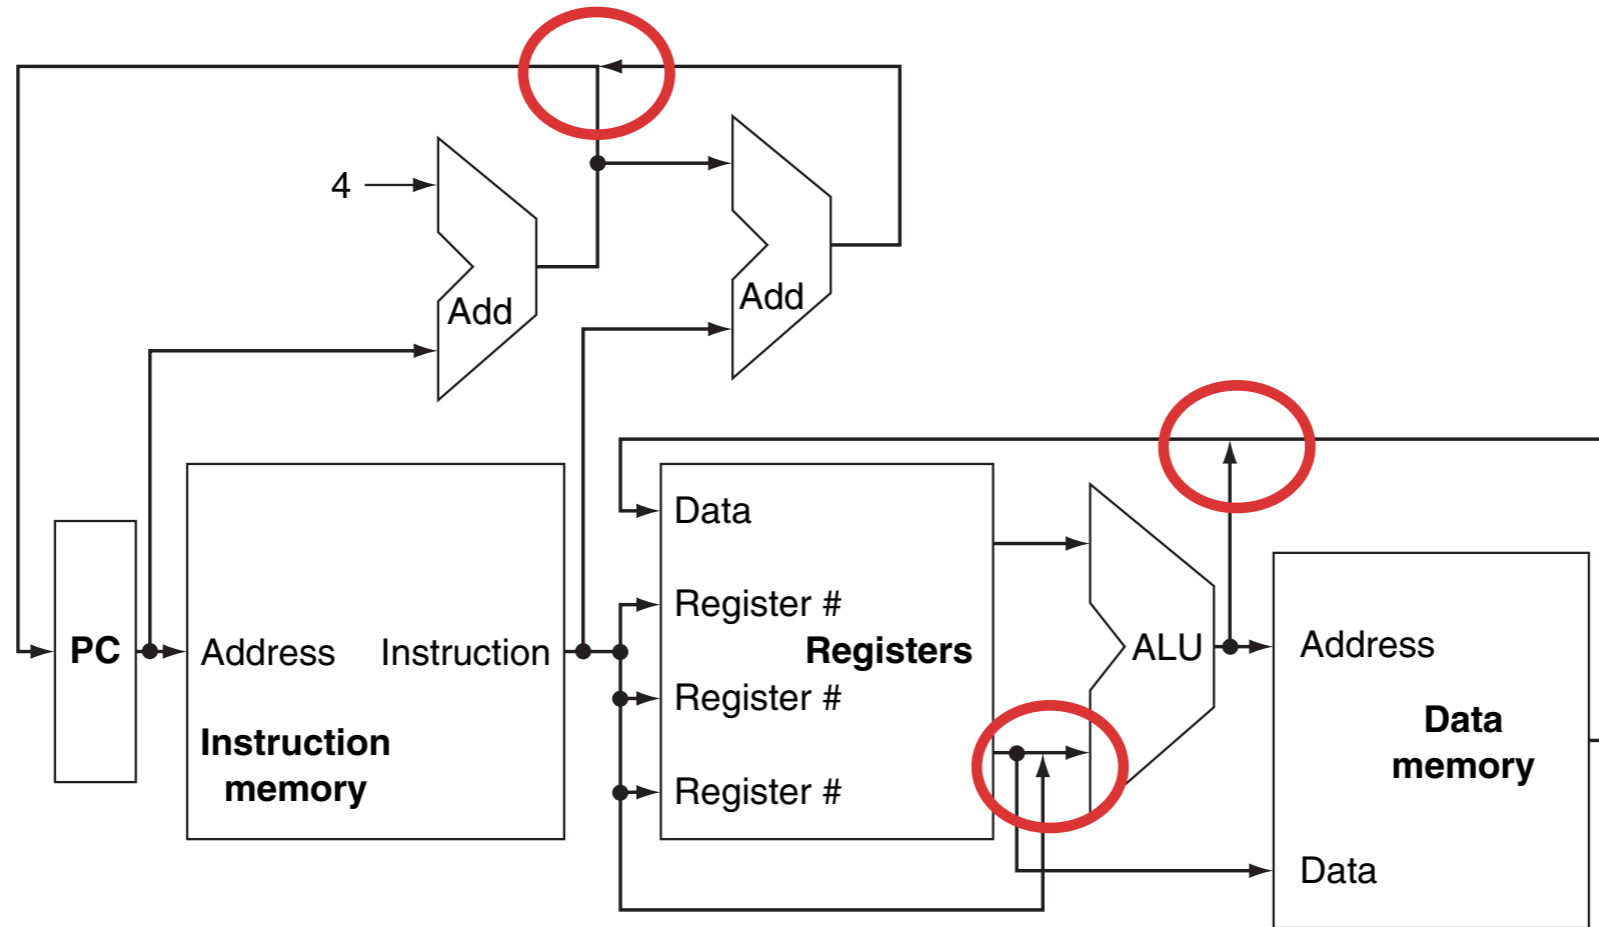 4
Add
Add
Data
Register #
Registers
Register #
Register #
PC
Address
Instruction
Instruction
memory
ALU
Address
Data
memory
Data